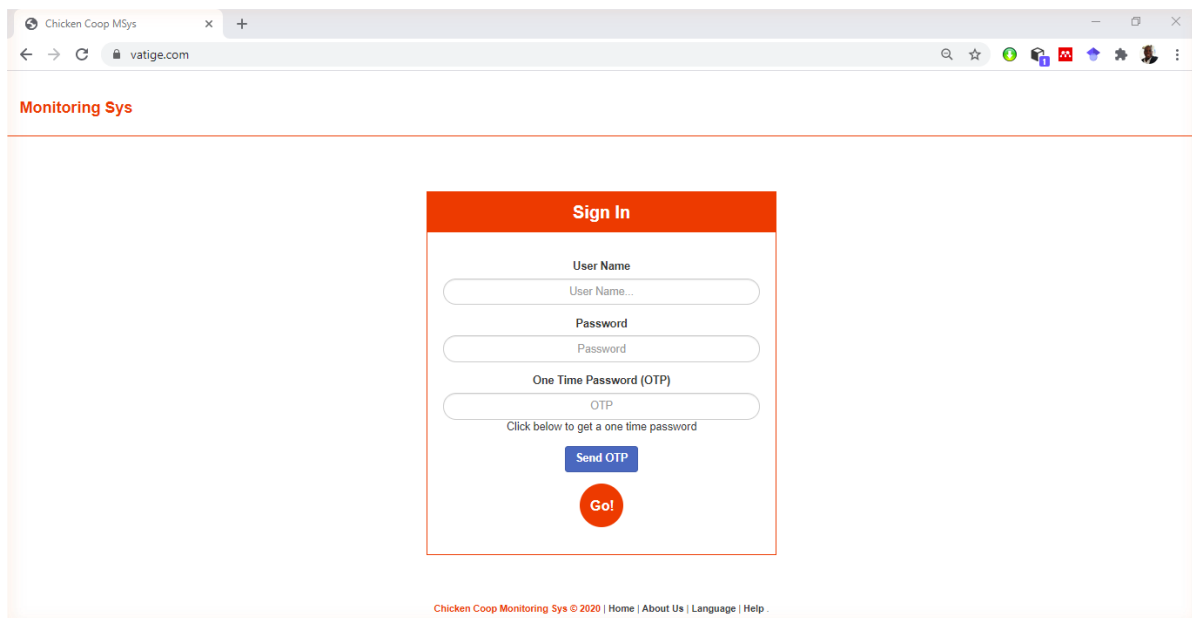 Chicken Coop MSys
vatige.com
1
Monitoring Sys
Sign In
User Name
User Name...
Password
Password
One Time Password (OTP)
OTP
Click below to get a one time password
Send OTP
Go!
Chicken Coop Monitoring Sys © 2020 | Home | About Us | Language | Help .